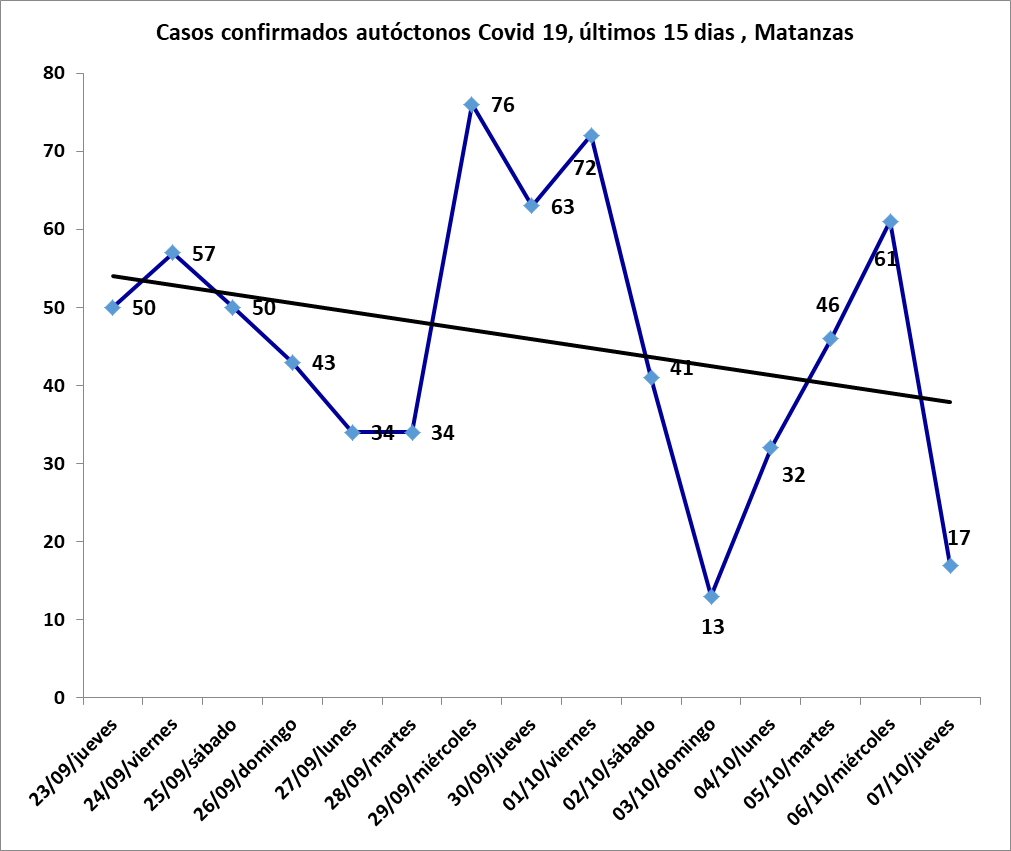 Casos confirmados autóctonos Covid 19, últimos 15 dias , Matanzas
80
70
60
50
40
30
20
10
0
50
57
50
43
34
34
76
63
72
41
13
32
46
61
17
23/09/jueves
24/09/viernes
25/09/sábado
26/09/domingo
27/09/lunes
28/09/martes
29/09/miércoles
30/09/jueves
01/10/viernes
02/10/sábado
03/10/domingo
04/10/lunes
05/10/martes
06/10/miércoles
07/10/jueves